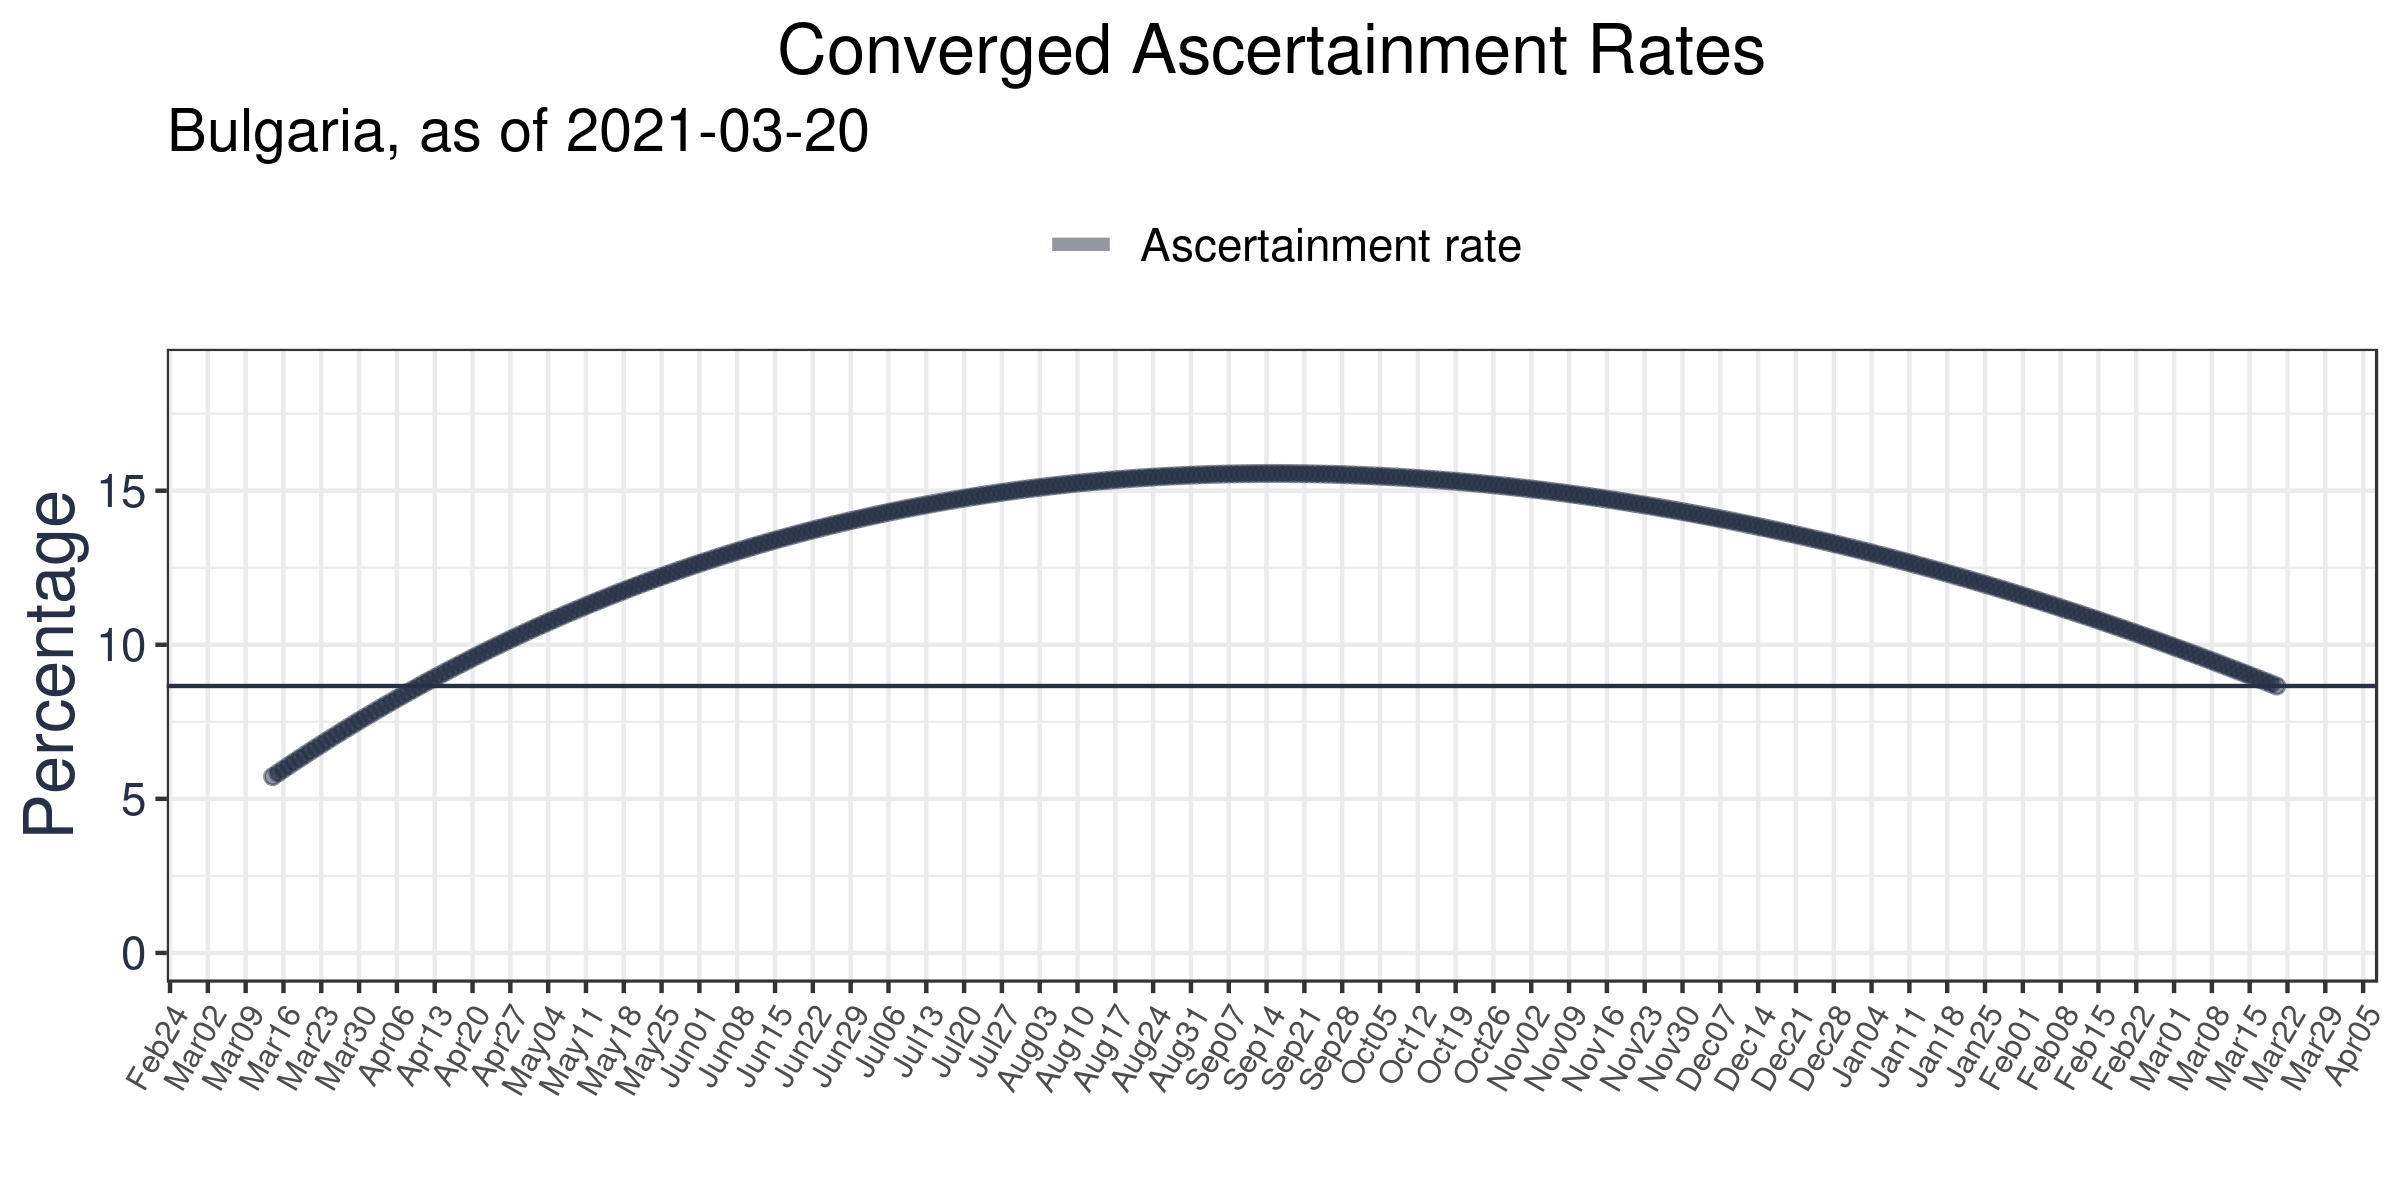 Converged Ascertainment Rates
Bulgaria, as of 2021-03-20
Ascertainment rate
Percentage
15
10
5
0
Feb24 Mar02 Mar09 Mar16 Mar23 Mar30 Apr06 Apr13 Apr20 Apr27 May04 May11 May18 May25 Jun01 Jun08 Jun15 Jun22 Jun29 Jul06 Jul13 Jul20 Jul27 Aug03 Aug10 Aug17 Aug24 Aug31 Sep07 Sep14 Sep21 Sep28 Oct05 Oct12 Oct19 Oct26 Nov02 Nov09 Nov16 Nov23 Nov30 Dec07 Dec14 Dec21 Dec28 Jan04 Jan11 Jan18 Jan25 Feb01 Feb08 Feb15 Feb22 Mar01 Mar08 Mar15 Mar22 Mar29 Apr05